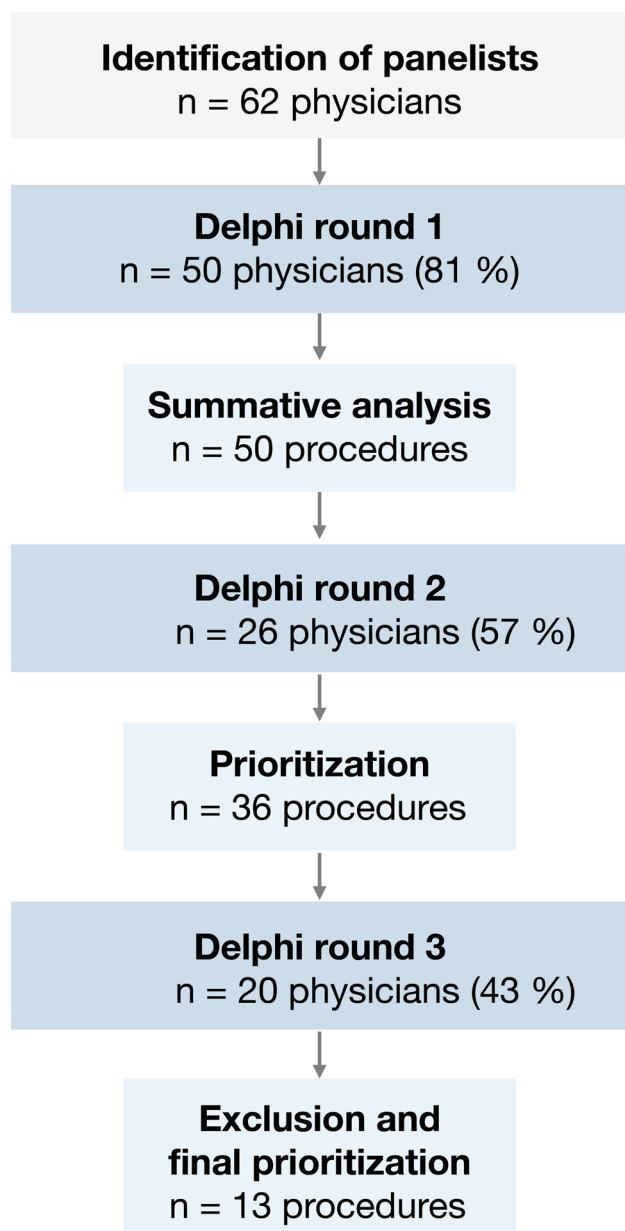 Identification of panelists
n = 62 physicians
Delphi round 1
n = 50 physicians (81 %)
Summative analysis
n = 50 procedures
Delphi round 2
n = 26 physicians (57 %)
Prioritization
n = 36 procedures
Delphi round 3
n = 20 physicians (43 %)
Exclusion and
final prioritization
n = 13 procedures